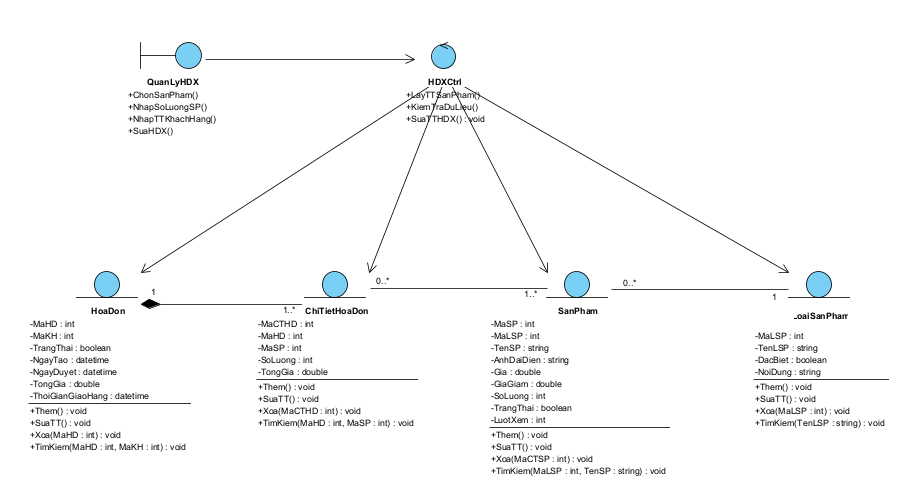 QuanLyHDX
+ChonSanPham()
+NhapSoLuongSP()
+NhapTTKhachHang()
+SuaHDX()
HDXCtrl
+LayTTSanPham()
+KiemTraDuLieu()
+SuaTTHDX() : void
1
1..*
0..*
1..*
0..*
1
HoaDon
-MaHD : int
-MaKH : int
-TrangThai : boolean
-NgayTao : datetime
-NgayDuyet : datetime
-TongGia : double
-ThoiGianGiaoHang : datetime
+Them() : void
+SuaTT() : void
+Xoa(MaHD : int) : void
+TimKiem(MaHD : int, MaKH : int) : void
ChiTietHoaDon
-MaCTHD : int
-MaHD : int
-MaSP : int
-SoLuong : int
-TongGia : double
+Them() : void
+SuaTT() : void
+Xoa(MaCTHD : int) : void
+TimKiem(MaHD : int, MaSP : int) : void
SanPham
-MaSP : int
-MaLSP : int
-TenSP : string
-AnhDaiDien : string
-Gia : double
-GiaGiam : double
-SoLuong : int
-TrangThai : boolean
-LuotXem : int
+Them() : void
+SuaTT() : void
+Xoa(MaCTSP : int) : void
+TimKiem(MaLSP : int, TenSP : string) : void
LoaiSanPham
-MaLSP : int
-TenLSP : string
-DacBiet : boolean
-NoiDung : string
+Them() : void
+SuaTT() : void
+Xoa(MaLSP : int) : void
+TimKiem(TenLSP : string) : void